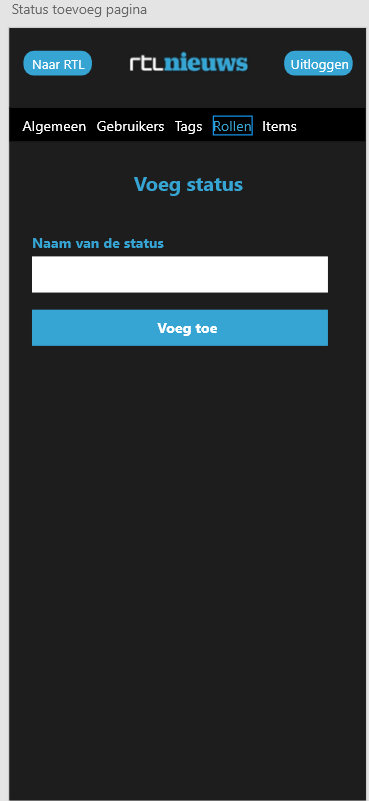 Status toevoeg pagina
Naar RTL rtlnieuws Uitloggen
Algemeen Gebruikers Tags Rollen Items
Voeg status
Naam van de status
Voeg toe